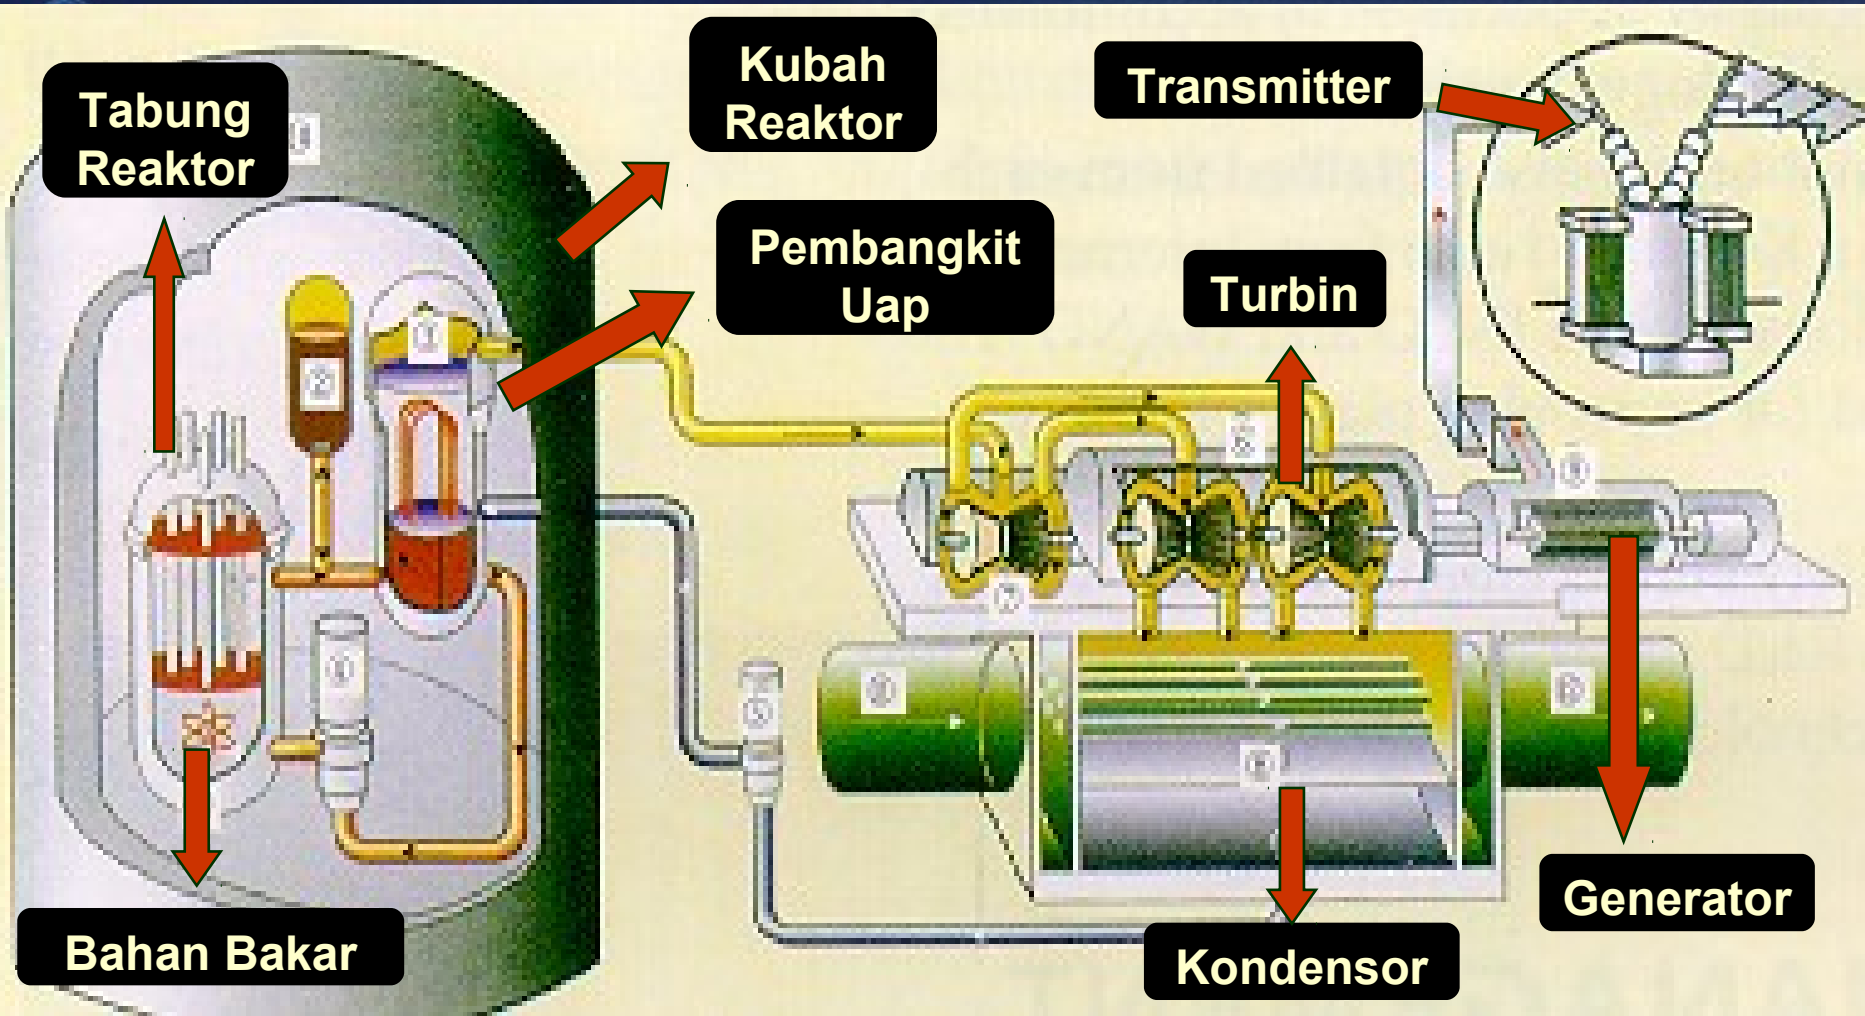 Tabung
Reaktor
Kubah
Reaktor
Transmitter
Pembangkit
Uap
Turbin
Bahan Bakar
Kondensor
Generator